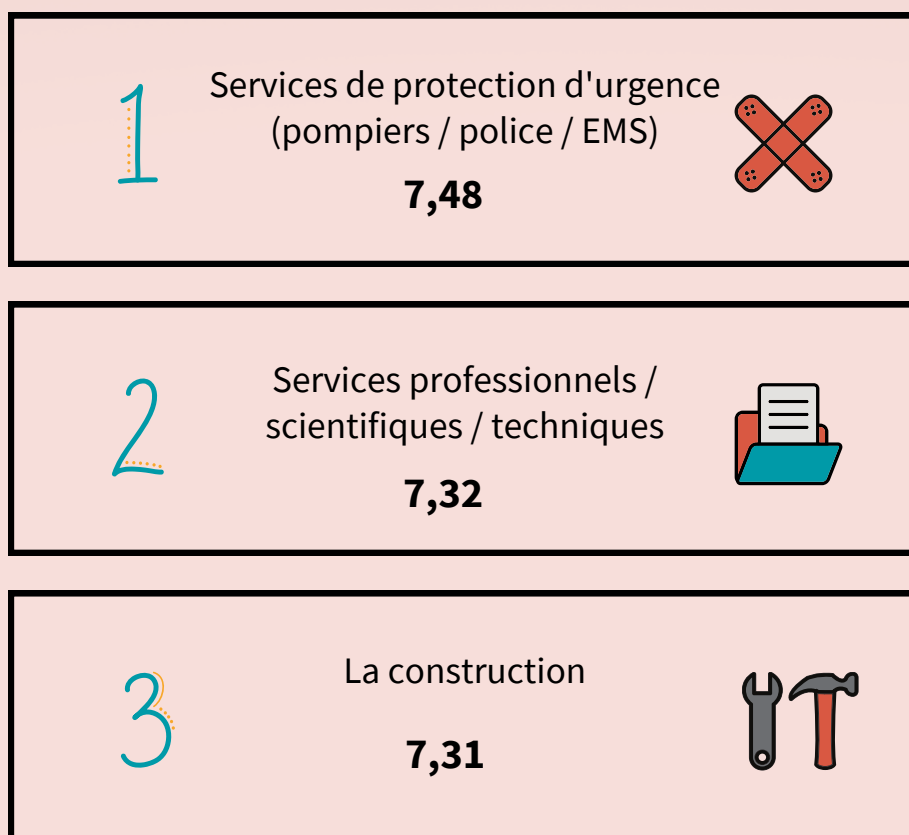 1
Services de protection d'urgence
(pompiers / police / EMS)
7,48
2
Services professionnels /
scientifiques / techniques
7,32
3
La construction
7,31